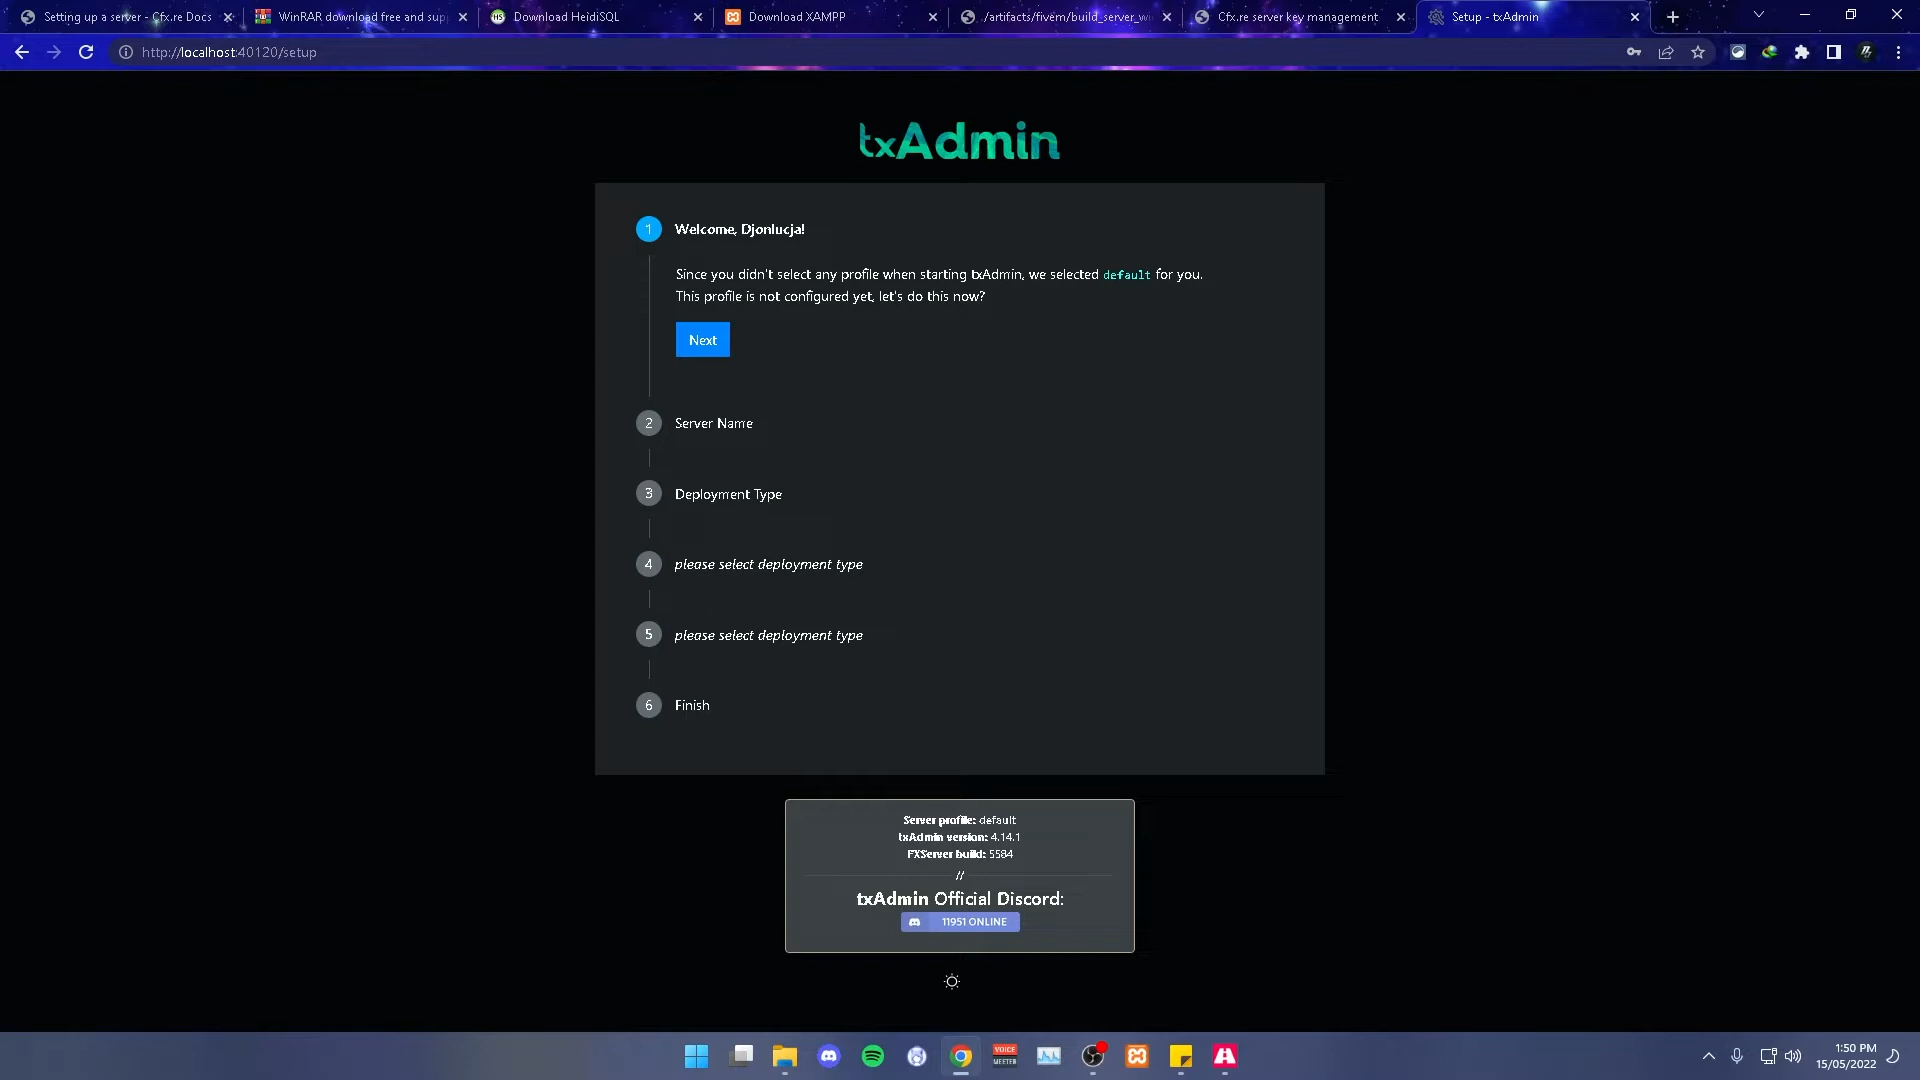 Setting up a server - Cfx.re Docs
WinRAR download free and supp
Download HeidiSQL
Download XAMPP
/artifacts/fivem/build_server_wi
Cfx.re server key management
Setup - txAdmin
http://localhost:40120/setup
txAdmin
1 Welcome, Djonlucja!
Since you didn't select any profile when starting txAdmin, we selected default for you.
This profile is not configured yet, let's do this now?
Next
2 Server Name
3 Deployment Type
4 please select deployment type
5 please select deployment type
6 Finish
Server profile: default
txAdmin version: 4.14.1
FXServer build: 5584
//
txAdmin Official Discord:
11951 ONLINE
VOICE
MEETER
1:50 PM
15/05/2022